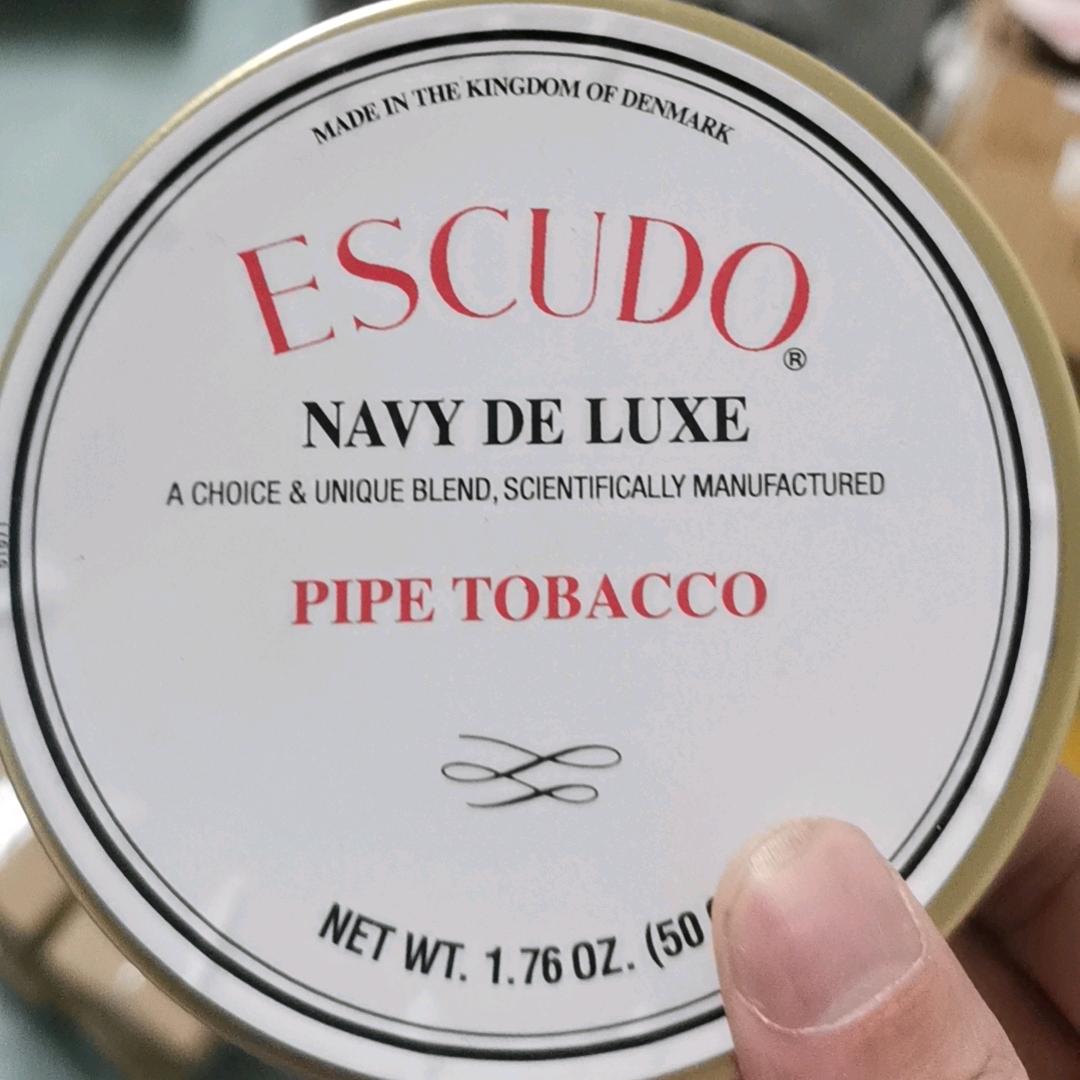 MADE IN THE KINGDOM OF DENMARK
ESCUDO®
NAVY DE LUXE
A CHOICE & UNIQUE BLEND, SCIENTIFICALLY MANUFACTURED
PIPE TOBACCO
NET WT. 1.76 OZ. (50